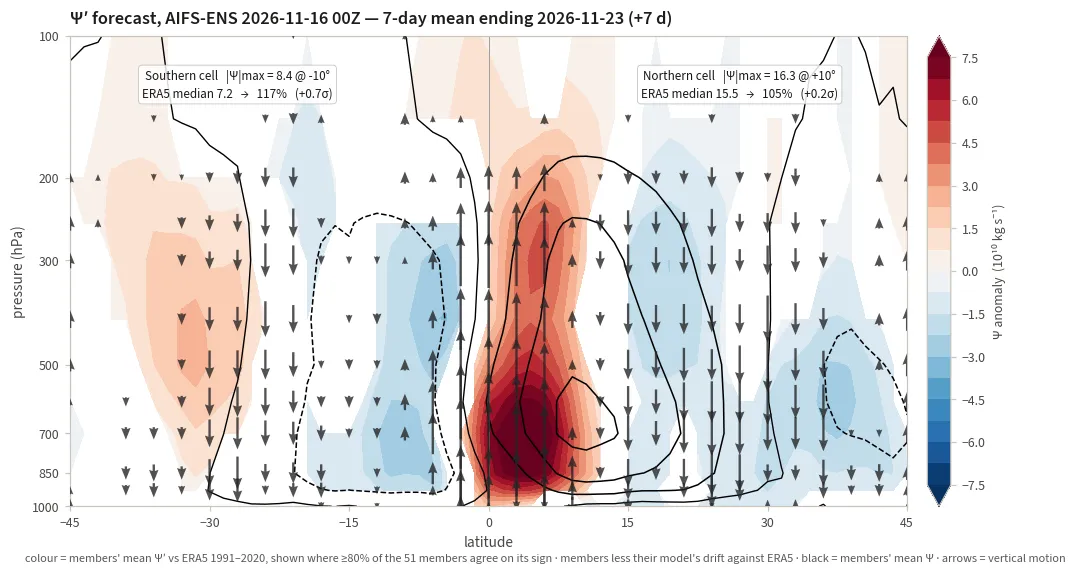 Ψ′ forecast, AIFS-ENS 2026-11-16 00Z — 7-day mean ending 2026-11-23 (+7 d)
100
200
300
400
500
700
850
1000
pressure (hPa)
Southern cell |Ψ|max = 8.4 @ -10°
ERA5 median 7.2 → 117% (+0.7σ)
Northern cell |Ψ|max = 16.3 @ +10°
ERA5 median 15.5 → 105% (+0.2σ)
−45
−30
−15
0
15
30
45
latitude
7.5
6.0
4.5
3.0
1.5
0.0
−1.5
−3.0
−4.5
−6.0
−7.5
Ψ anomaly (10¹⁰ kg s⁻¹)
colour = members' mean Ψ′ vs ERA5 1991–2020, shown where ≥80% of the 51 members agree on its sign · members less their model's drift against ERA5 · black = members' mean Ψ · arrows = vertical motion